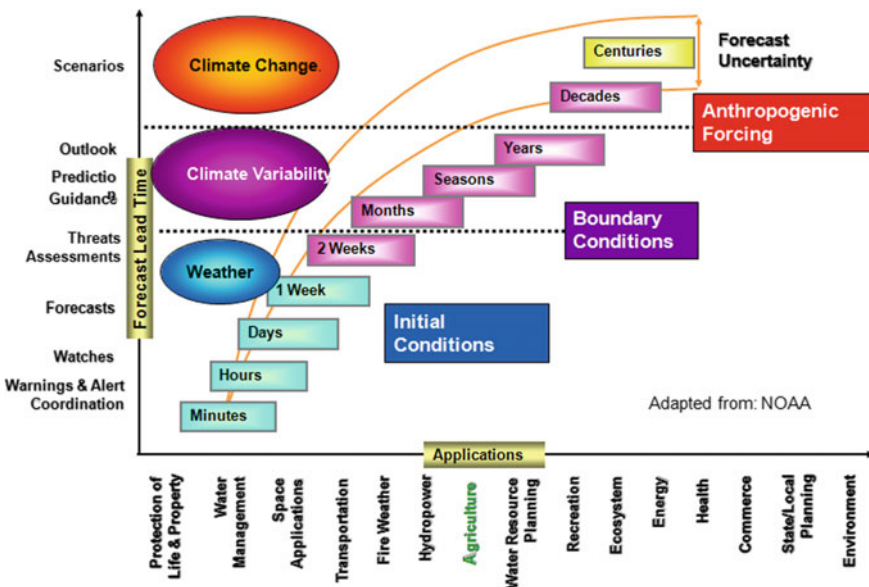 Scenarios
Climate Change.
Centuries
Forecast
Uncertainty
Decades
Anthropogenic
Forcing
Outlook
Predictio
n
Guidance
Climate Variability
Years
Seasons
Months
Boundary
Conditions
Threats
Assessments
2 Weeks
Forecast Lead Time
Weather
1 Week
Forecasts
Days
Initial
Conditions
Watches
Hours
Warnings & Alert
Coordination
Minutes
Adapted from: NOAA
Applications
Protection of
Life & Property
Water
Management
Space
Applications
Transportation
Fire Weather
Hydropower
Agriculture
Water Resource
Planning
Recreation
Ecosystem
Energy
Health
Commerce
State/Local
Planning
Environment